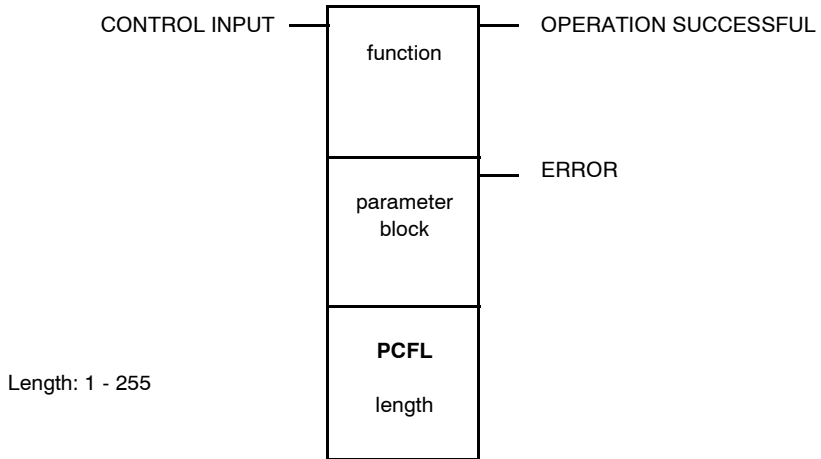 CONTROL INPUT
OPERATION SUCCESSFUL
function
ERROR
parameter
block
PCFL
Length: 1 - 255
length